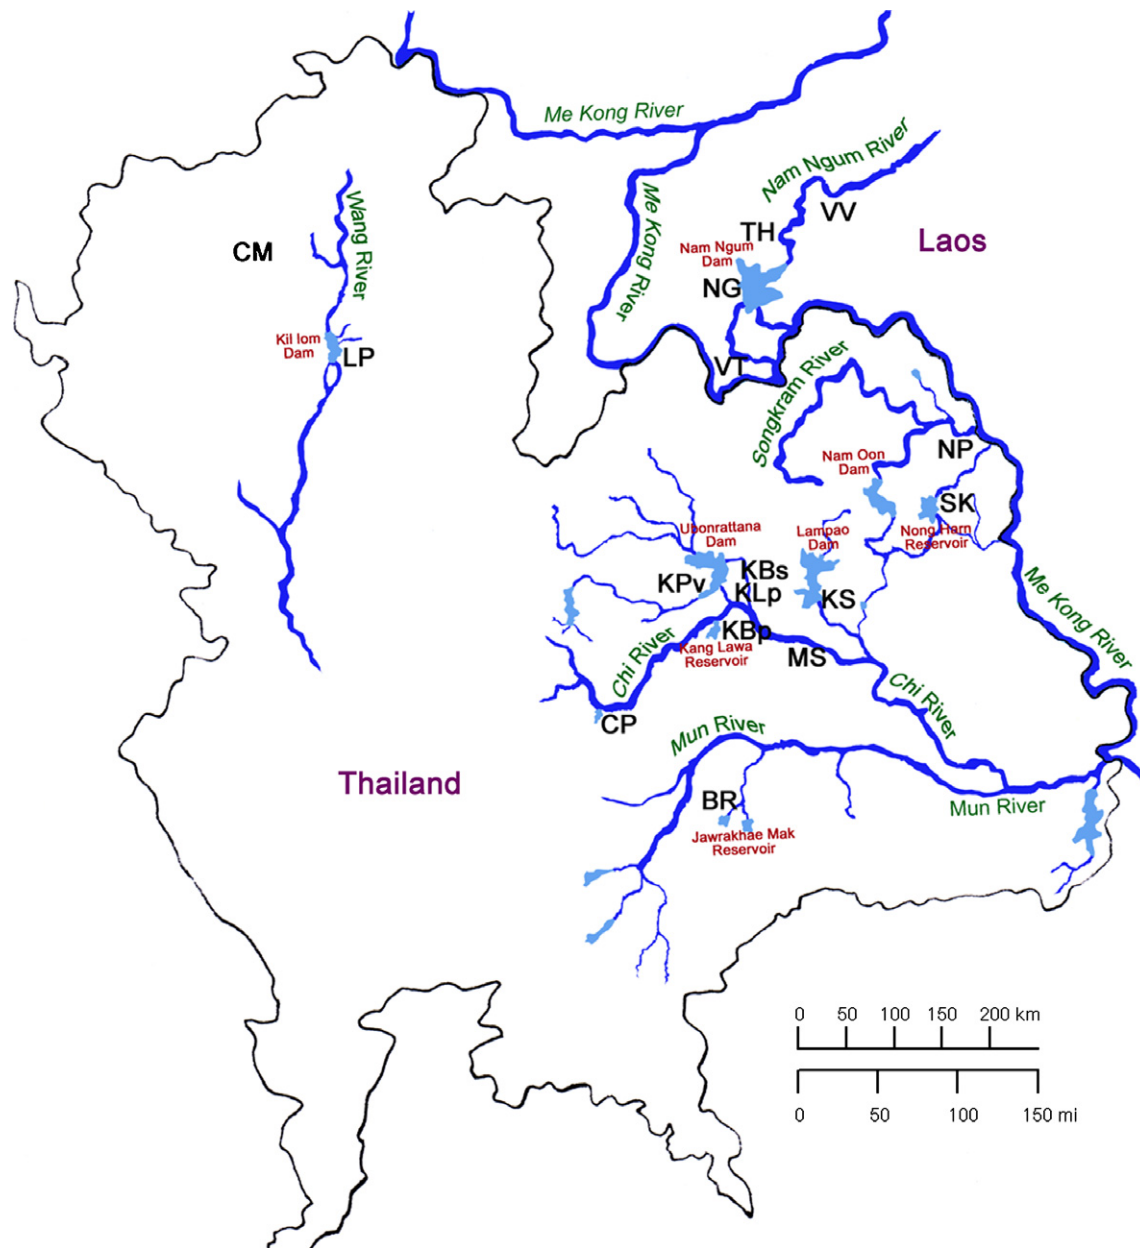 Me Kong River
Nam Ngum River
Me Kong River
Wang River
VV
TH
CM
Laos
Nam Ngum
Dam
NG
Kil lom
Dam
LP
VT
Songkram River
NP
Nam Oon
Dam
SK
Ubonrattana
Dam
Lampao
Dam
Nong Harn
Reservoir
KBs
KPv
KLp
KS
Me Kong River
KBp
Kang Lawa
Reservoir
Chi River
MS
Chi River
CP
Mun River
Thailand
BR
Mun River
Jawrakhae Mak
Reservoir
0 50 100 150 200 km
0 50 100 150 mi